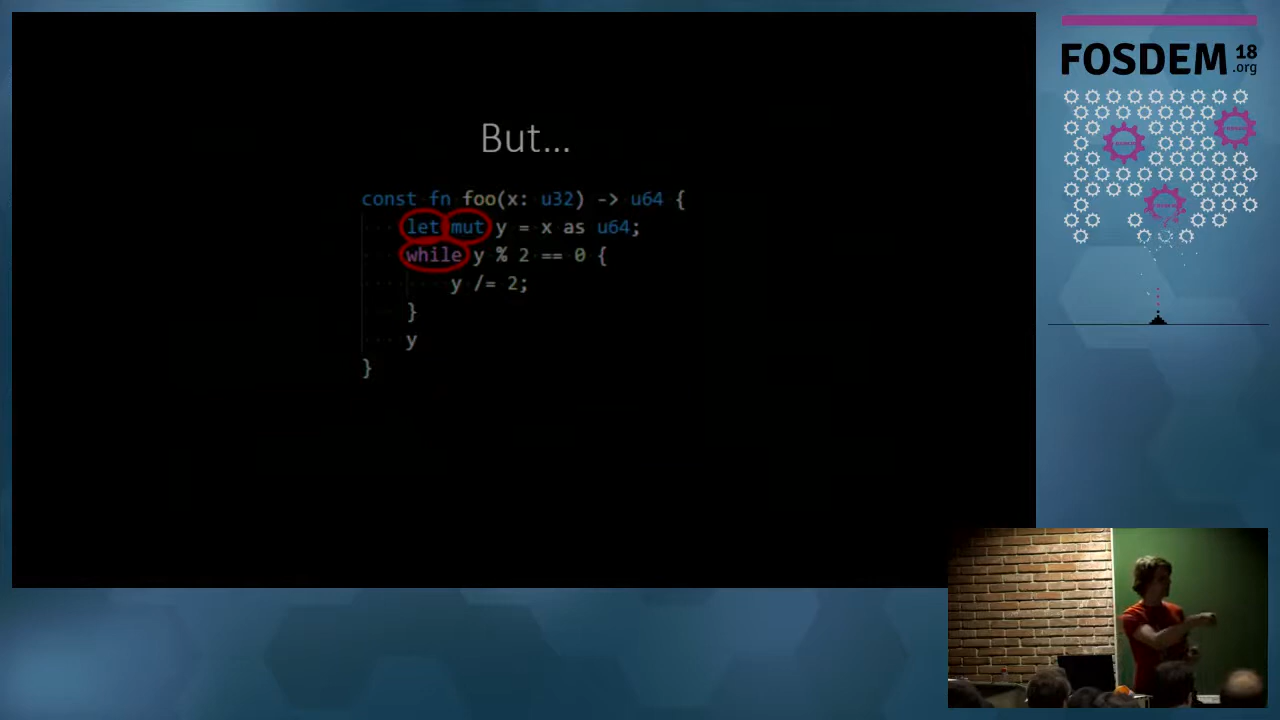 But...
const fn foo(x: u32) -> u64 {
let mut y = x as u64;
while y % 2 == 0 {
y /= 2;
}
y
}
FOSDEM 18
.org